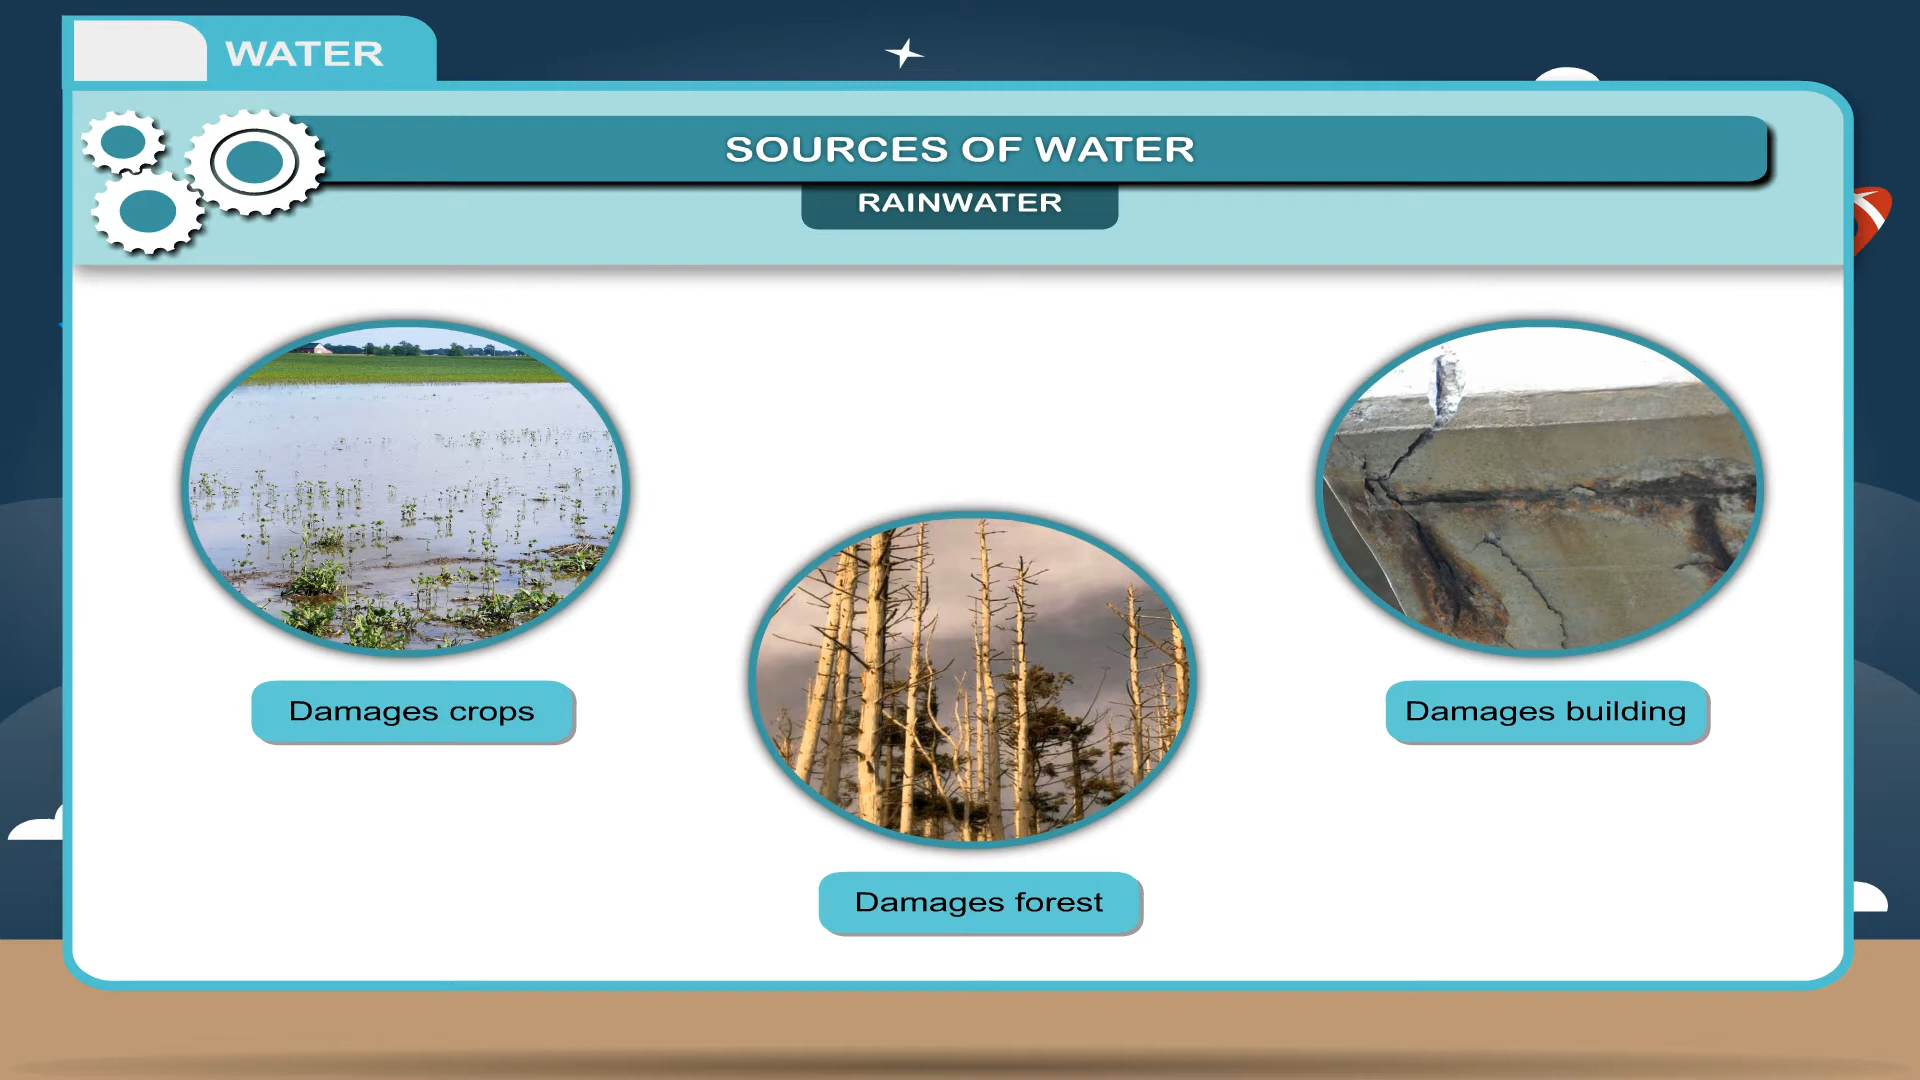 WATER
SOURCES OF WATER
RAINWATER
Damages crops
Damages building
Damages forest